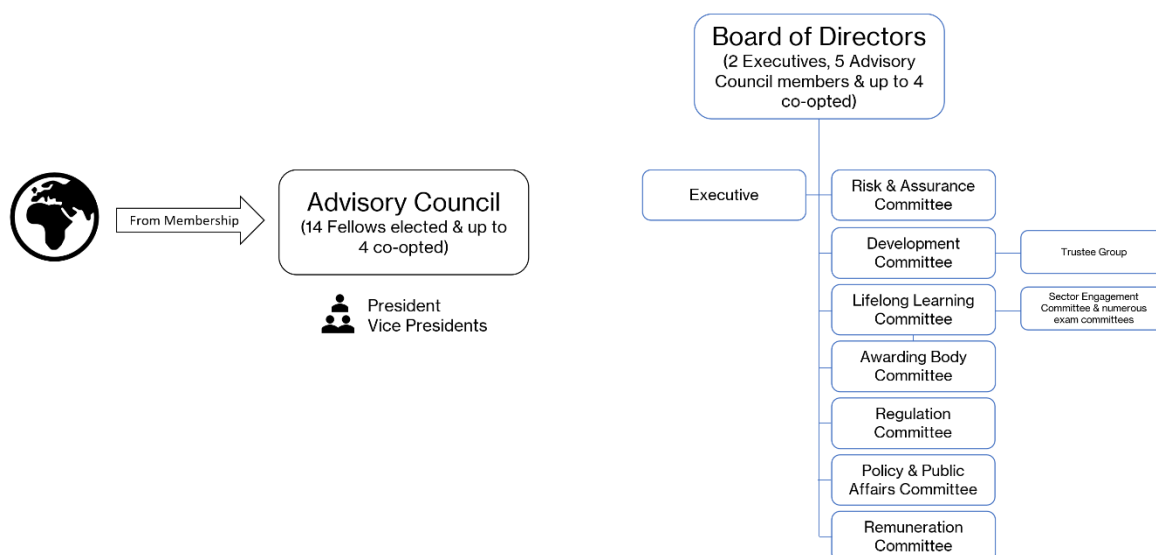 From Membership
Advisory Council
(14 Fellows elected & up to
4 co-opted)
President
Vice Presidents
Board of Directors
(2 Executives, 5 Advisory
Council members & up to 4
co-opted)
Executive
Risk & Assurance
Committee
Development
Committee
Trustee Group
Lifelong Learning
Committee
Sector Engagement
Committee & numerous
exam committees
Awarding Body
Committee
Regulation
Committee
Policy & Public
Affairs Committee
Remuneration
Committee